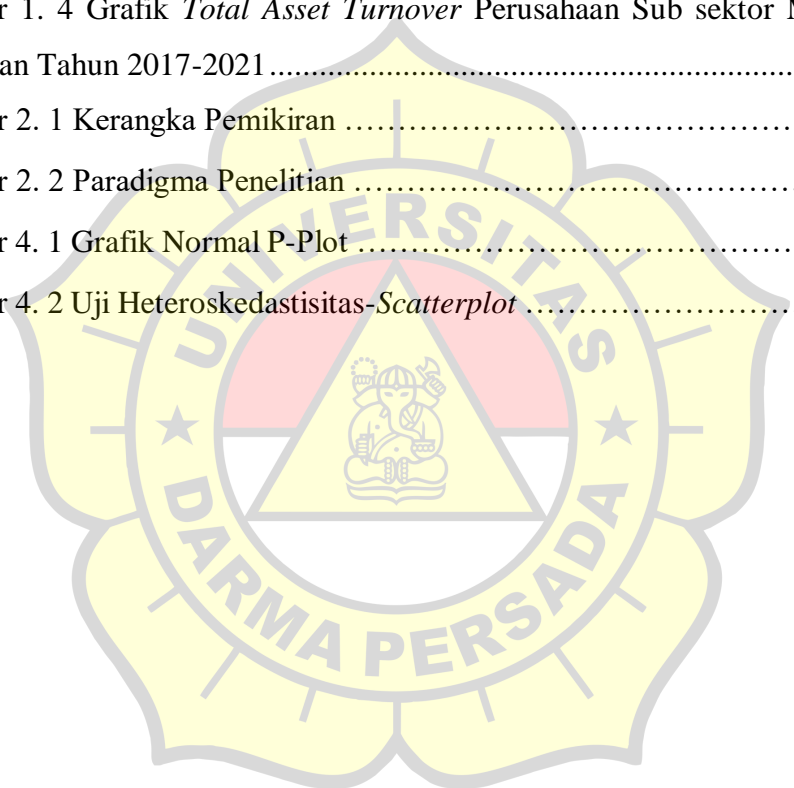 r 1. 4 Grafik Total Asset Turnover Perusahaan Sub sektor M
an Tahun 2017-2021..........................................................................................
r 2. 1 Kerangka Pemikiran ……………………………………………
r 2. 2 Paradigma Penelitian ……………………………………………
r 4. 1 Grafik Normal P-Plot ……………………………………………
r 4. 2 Uji Heteroskedastisitas-Scatterplot ………………………
UNIVERSITAS
DARMA PERSADA